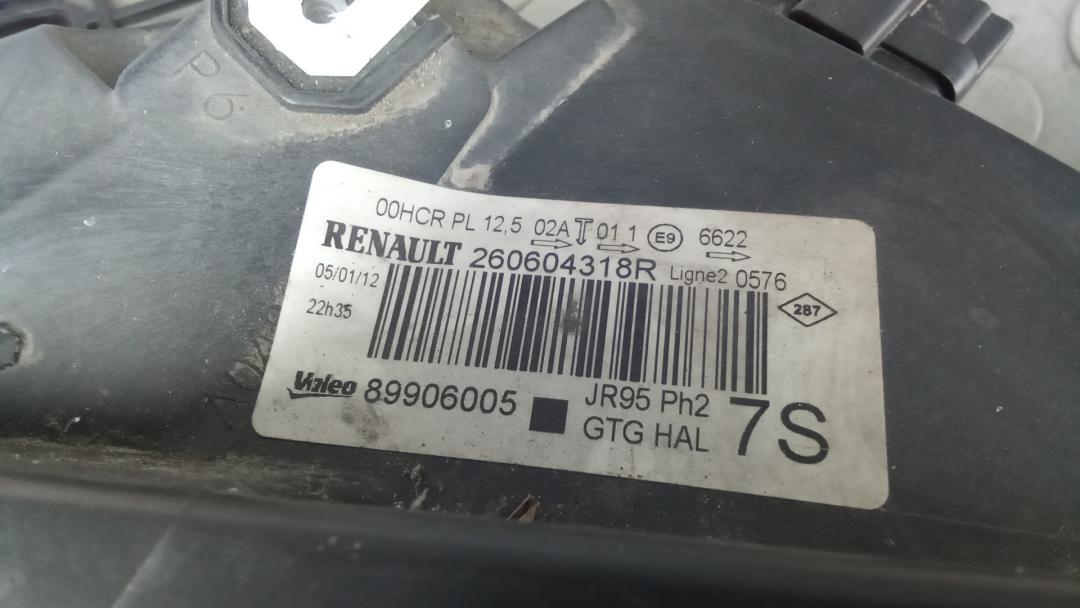 P6
00HCR PL 12,5 02A T 01 1 E9 6622
RENAULT 260604318R Ligne2 0576
05/01/12
22h35
287
Valeo 89906005
JR95 Ph2
GTG HAL
7S